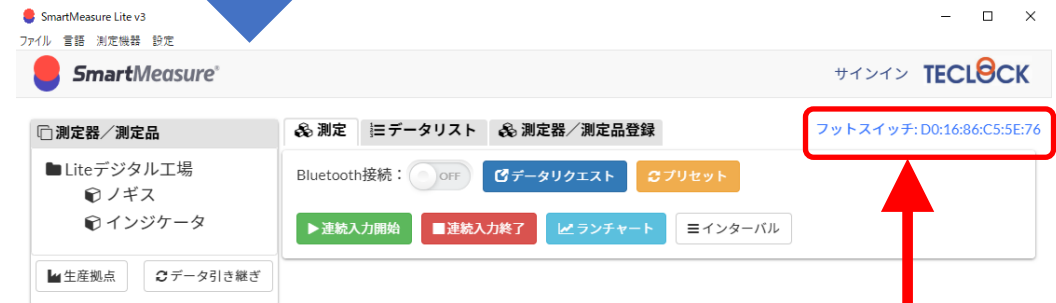 SmartMeasure Lite v3
ファイル 言語 測定機器 設定
SmartMeasure®
サインイン TECLOCK
測定器／測定品
測定 データリスト 測定器／測定品登録
フットスイッチ: D0:16:86:C5:5E:76
Liteデジタル工場
ノギス
インジケータ
Bluetooth接続： OFF データリクエスト プリセット
連続入力開始 連続入力終了 ランチャート インターバル
生産拠点 データ引き継ぎ